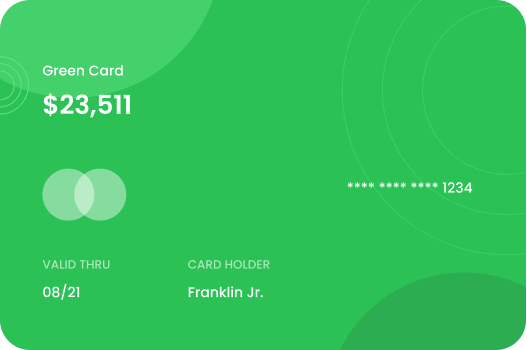 Green Card
$23,511
**** **** **** 1234
VALID THRU
CARD HOLDER
08/21
Franklin Jr.